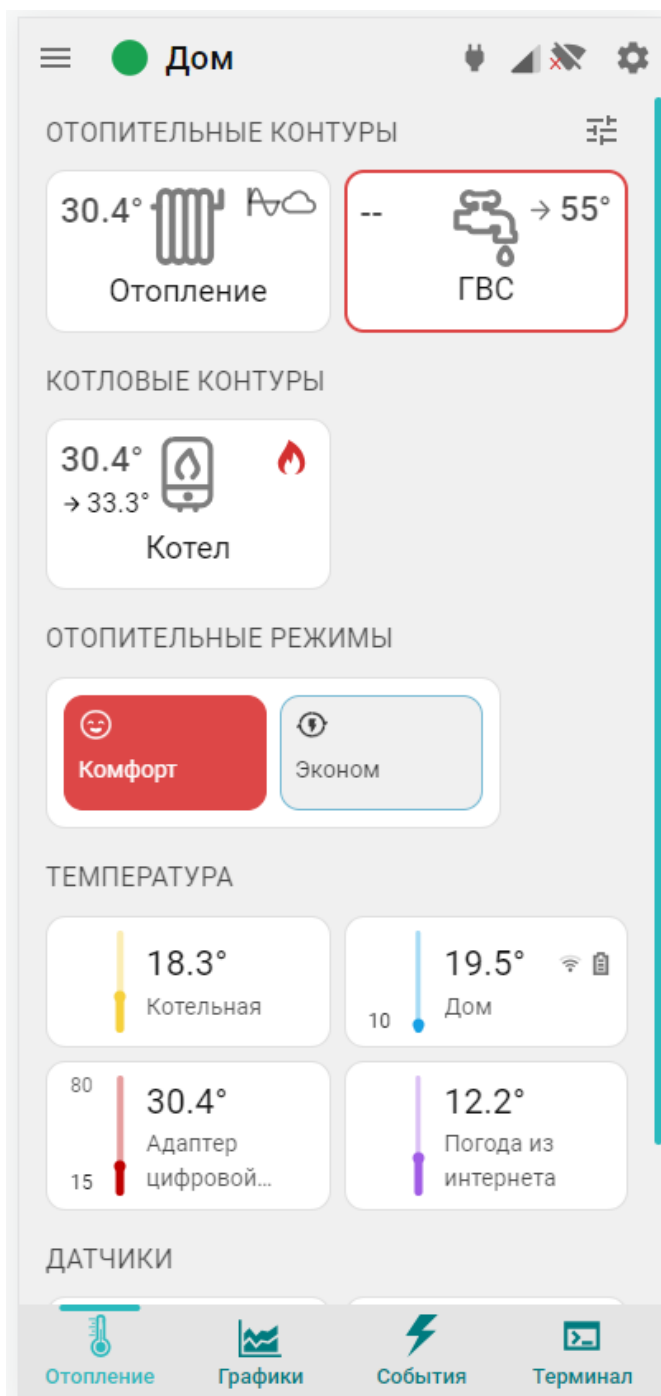 Дом
ОТОПИТЕЛЬНЫЕ КОНТУРЫ
30.4°
Отопление
--
→ 55°
ГВС
КОТЛОВЫЕ КОНТУРЫ
30.4°
→ 33.3°
Котел
ОТОПИТЕЛЬНЫЕ РЕЖИМЫ
Комфорт
Эконом
ТЕМПЕРАТУРА
18.3°
Котельная
19.5°
Дом
10
80
30.4°
Адаптер
цифровой...
15
12.2°
Погода из
интернета
ДАТЧИКИ
Отопление
Графики
События
Терминал